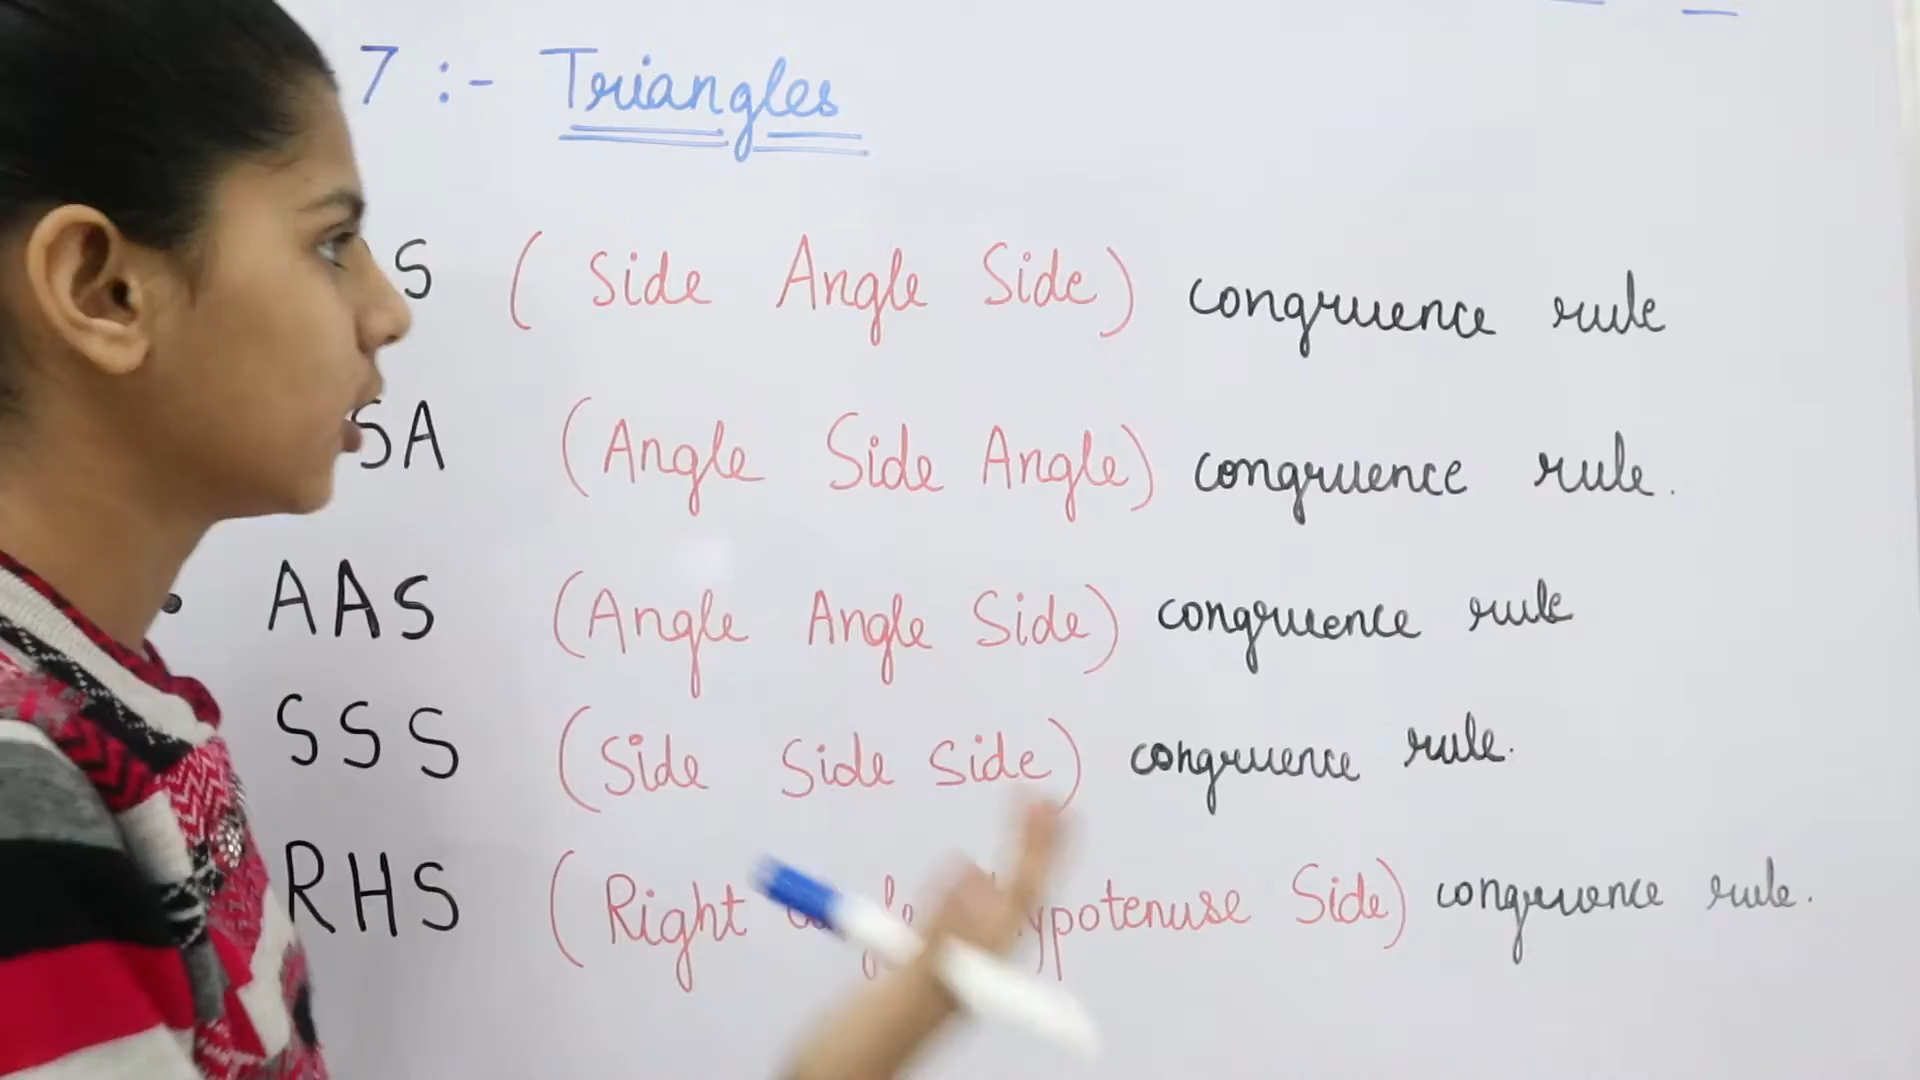 7 :- Triangles
S ( Side Angle Side) congruence rule
SA (Angle Side Angle) congruence rule.
• AAS (Angle Angle Side) congruence rule
SSS (Side Side Side) congruence rule.
RHS (Right Hypotenuse Side) congruence rule.